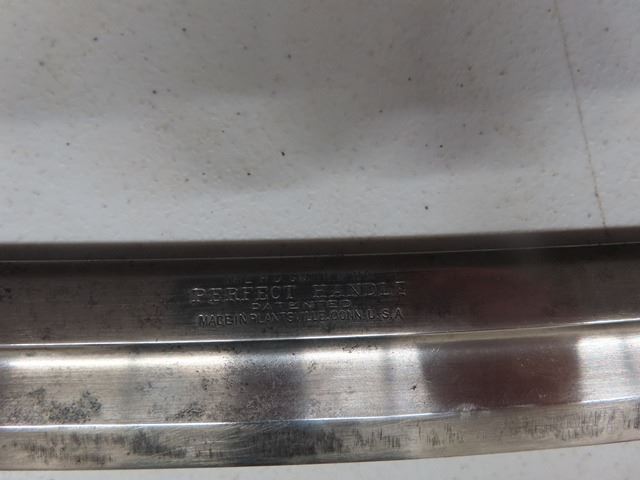 PERFECT HANDLE
PATENTED
MADE IN PLANTSVILLE, CONN. U.S.A